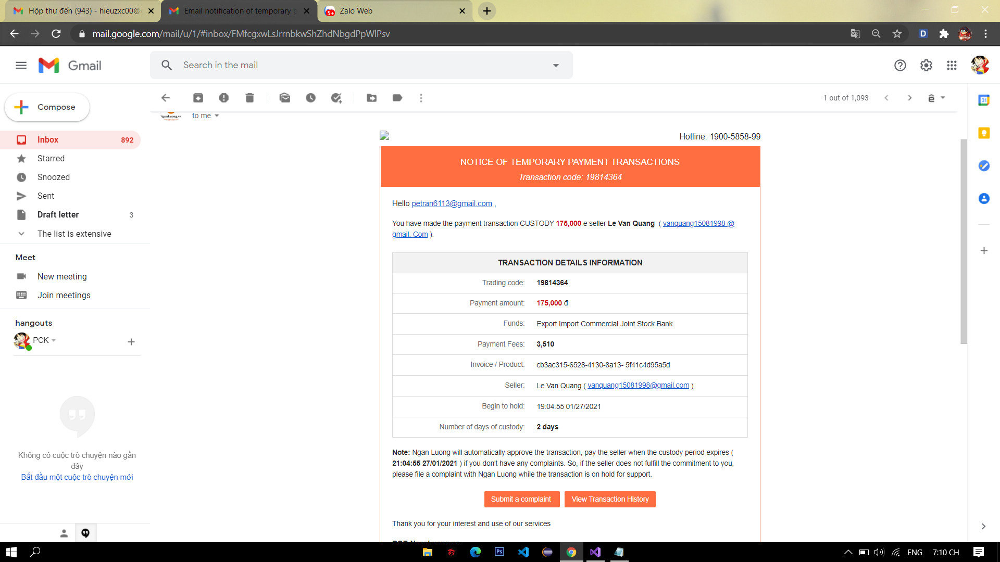 Hộp thư đến (943) - hieuzxc00@
Email notification of temporary p
Zalo Web
mail.google.com/mail/u/1/#inbox/FMfcgxwLsJrrnbkwShZhdNbgdPpWlPsv
Gmail
Search in the mail
Compose
1 out of 1,093
NganLuong.vn
to me
Inbox 892
Starred
Snoozed
Sent
Draft letter 3
The list is extensive
Meet
New meeting
Join meetings
hangouts
PCK
Không có cuộc trò chuyện nào gần
đây
Bắt đầu một cuộc trò chuyện mới
Hotline: 1900-5858-99
NOTICE OF TEMPORARY PAYMENT TRANSACTIONS
Transaction code: 19814364
Hello petran6113@gmail.com ,
You have made the payment transaction CUSTODY 175,000 e seller Le Van Quang ( vanquang15081998 @
gmail. Com ).
TRANSACTION DETAILS INFORMATION
Trading code: 19814364
Payment amount: 175,000 đ
Funds: Export Import Commercial Joint Stock Bank
Payment Fees: 3,510
Invoice / Product: cb3ac315-6528-4130-8a13- 5f41c4d95a5d
Seller: Le Van Quang ( vanquang15081998@gmail.com )
Begin to hold: 19:04:55 01/27/2021
Number of days of custody: 2 days
Note: Ngan Luong will automatically approve the transaction, pay the seller when the custody period expires (
21:04:55 27/01/2021 ) if you don't have any complaints. So, if the seller does not fulfill the commitment to you,
please file a complaint with Ngan Luong while the transaction is on hold for support.
Submit a complaint View Transaction History
Thank you for your interest and use of our services
ENG 7:10 CH